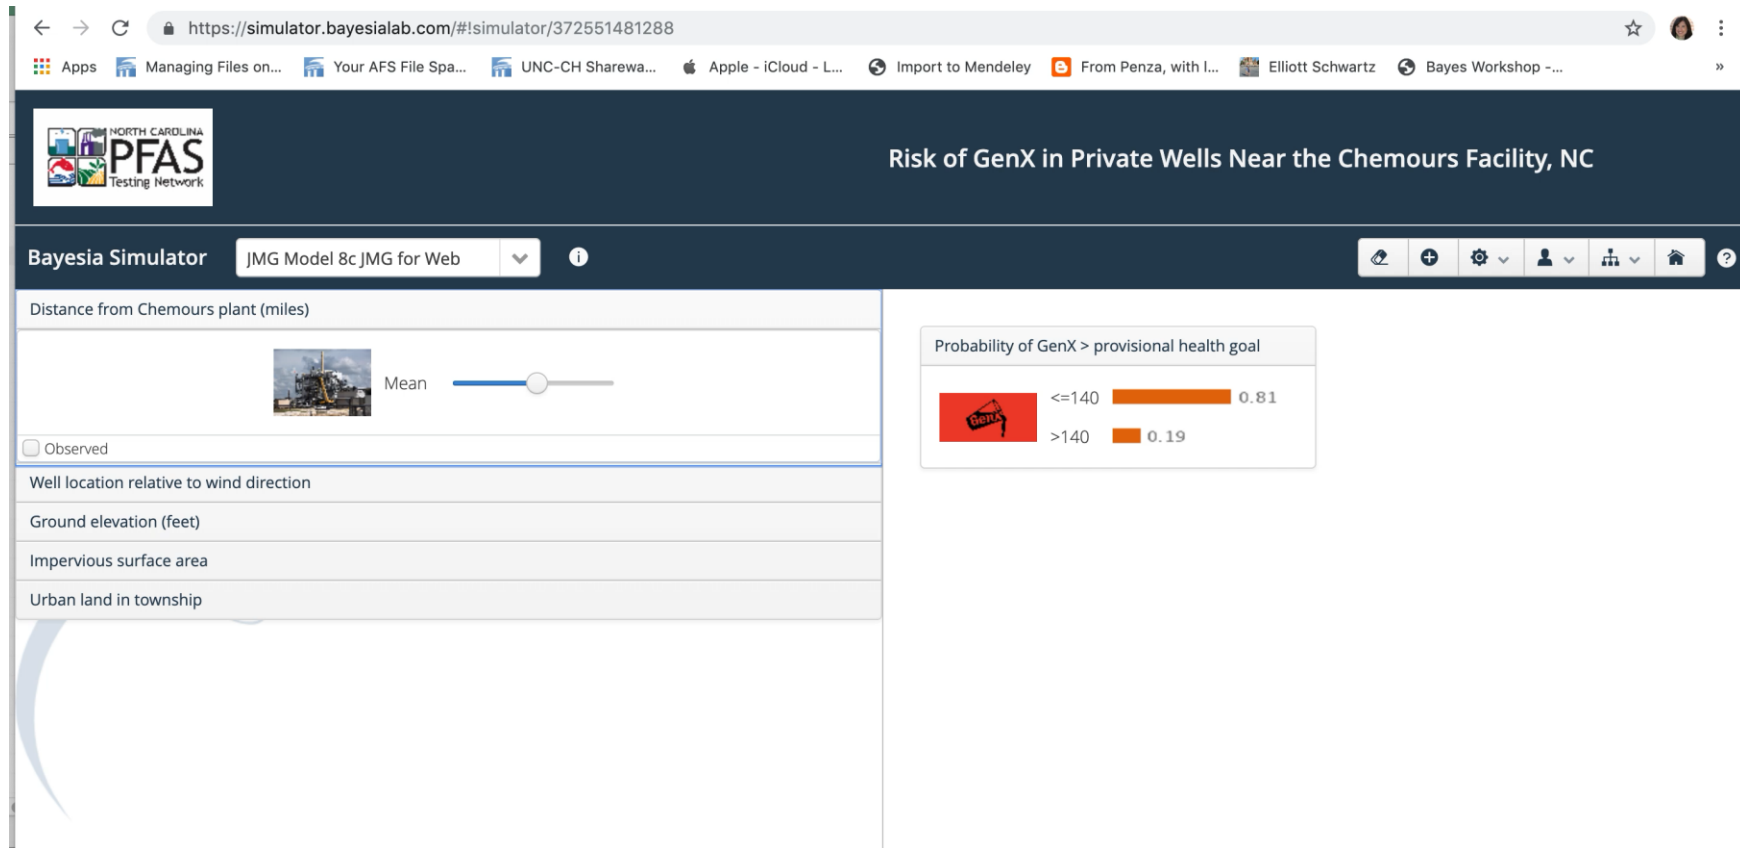 https://simulator.bayesialab.com/#!simulator/372551481288
Apps Managing Files on... Your AFS File Spa... UNC-CH Sharewa... Apple - iCloud - L... Import to Mendeley From Penza, with I... Elliott Schwartz Bayes Workshop -... »
NORTH CAROLINA
PFAS
Testing Network
Risk of GenX in Private Wells Near the Chemours Facility, NC
Bayesia Simulator JMG Model 8c JMG for Web
Distance from Chemours plant (miles)
Mean
Observed
Well location relative to wind direction
Ground elevation (feet)
Impervious surface area
Urban land in township
Probability of GenX > provisional health goal
GenX
<=140 0.81
>140 0.19